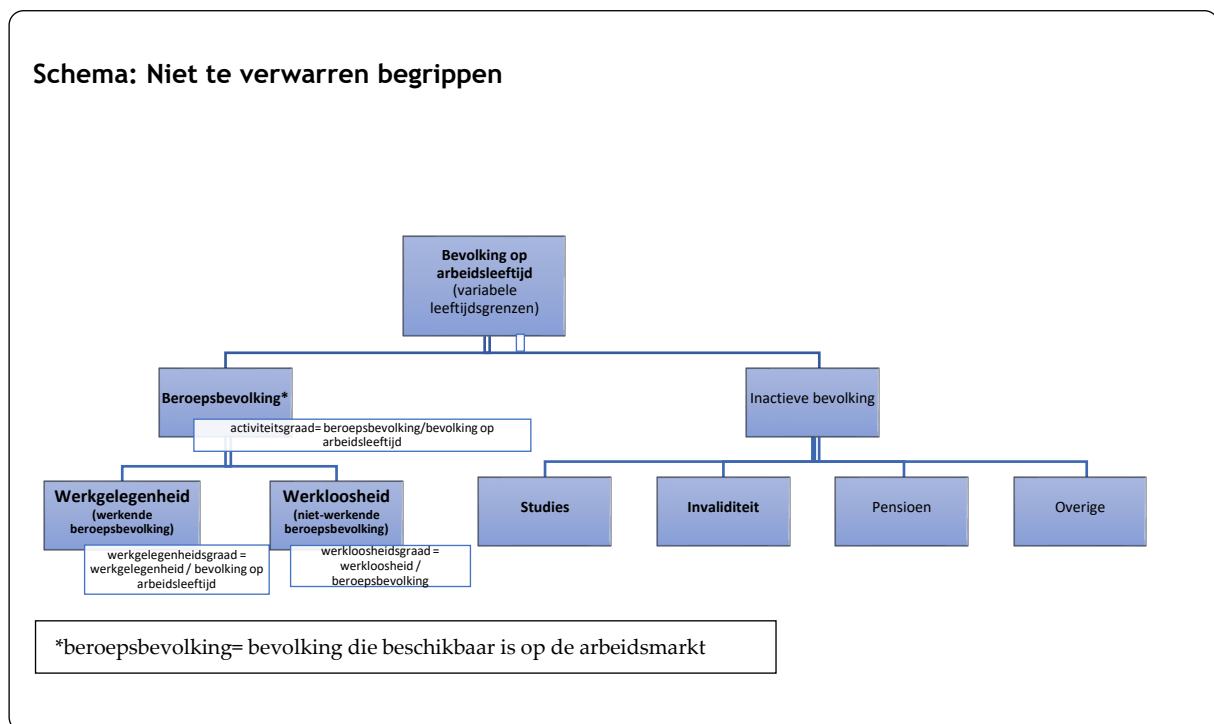 Schema: Niet te verwarren begrippen
Bevolking op
arbeidsleeftijd
(variabele
leeftijdsgrenzen)
Beroepsbevolking*
Inactieve bevolking
activiteitsgraad= beroepsbevolking/bevolking op
arbeidsleeftijd
Werkgelegenheid
(werkende
beroepsbevolking)
Werkloosheid
(niet-werkende
beroepsbevolking)
Studies
Invaliditeit
Pensioen
Overige
werkgelegenheidsgraad =
werkgelegenheid / bevolking op
arbeidsleeftijd
werkloosheidsgraad =
werkloosheid /
beroepsbevolking
*beroepsbevolking= bevolking die beschikbaar is op de arbeidsmarkt